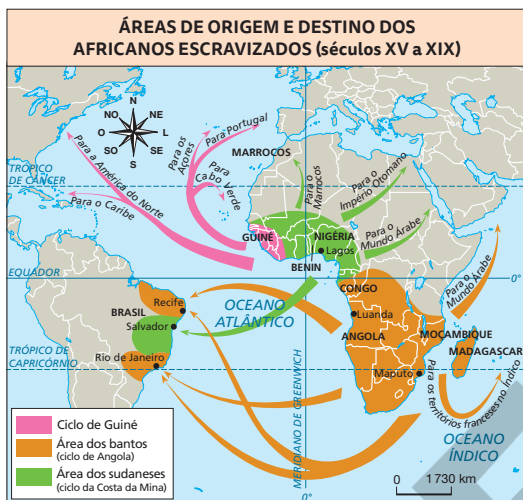 ÁREAS DE ORIGEM E DESTINO DOS
AFRICANOS ESCRAVIZADOS (séculos XV a XIX)
N
NO
NE
O
L
SO
SE
S
Para a América do Norte
Para o Caribe
Para os
Açores
Para Portugal
Para
Cabo Verde
MARROCOS
Para o
Marrocos
Para o
Império Otomano
Para o
Mundo Árabe
Para o
Mundo Árabe
TRÓPICO
DE CÂNCER
GUINÉ
NIGÉRIA
Lagos
BENIN
EQUADOR
0°
CONGO
Recife
OCEANO
ATLÂNTICO
Luanda
BRASIL
Salvador
ANGOLA
MOÇAMBIQUE
MADAGASCAR
TRÓPICO DE
CAPRICÓRNIO
Rio de Janeiro
Maputo
Para os territórios franceses no Índico
MERIDIANO DE GREENWICH
OCEANO
ÍNDICO
Ciclo de Guiné
Área dos bantos
(ciclo de Angola)
Área dos sudaneses
(ciclo da Costa da Mina)
0°
0
1 730 km